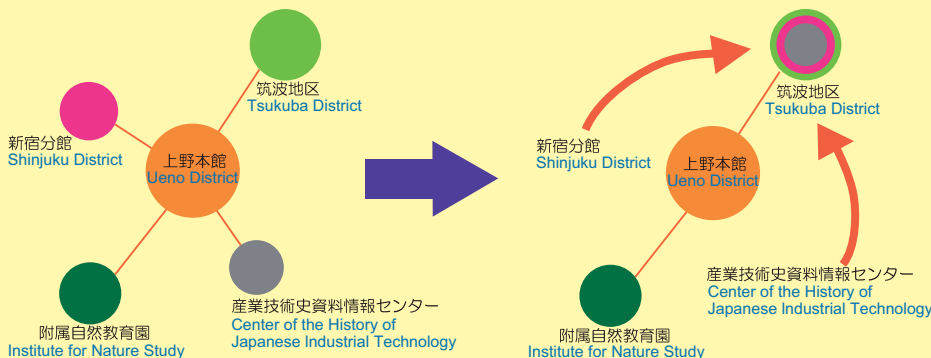 筑波地区
Tsukuba District
新宿分館
Shinjuku District
上野本館
Ueno District
産業技術史資料情報センター
Center of the History of
Japanese Industrial Technology
附属自然教育園
Institute for Nature Study
筑波地区
Tsukuba District
新宿分館
Shinjuku District
上野本館
Ueno District
産業技術史資料情報センター
Center of the History of
Japanese Industrial Technology
附属自然教育園
Institute for Nature Study